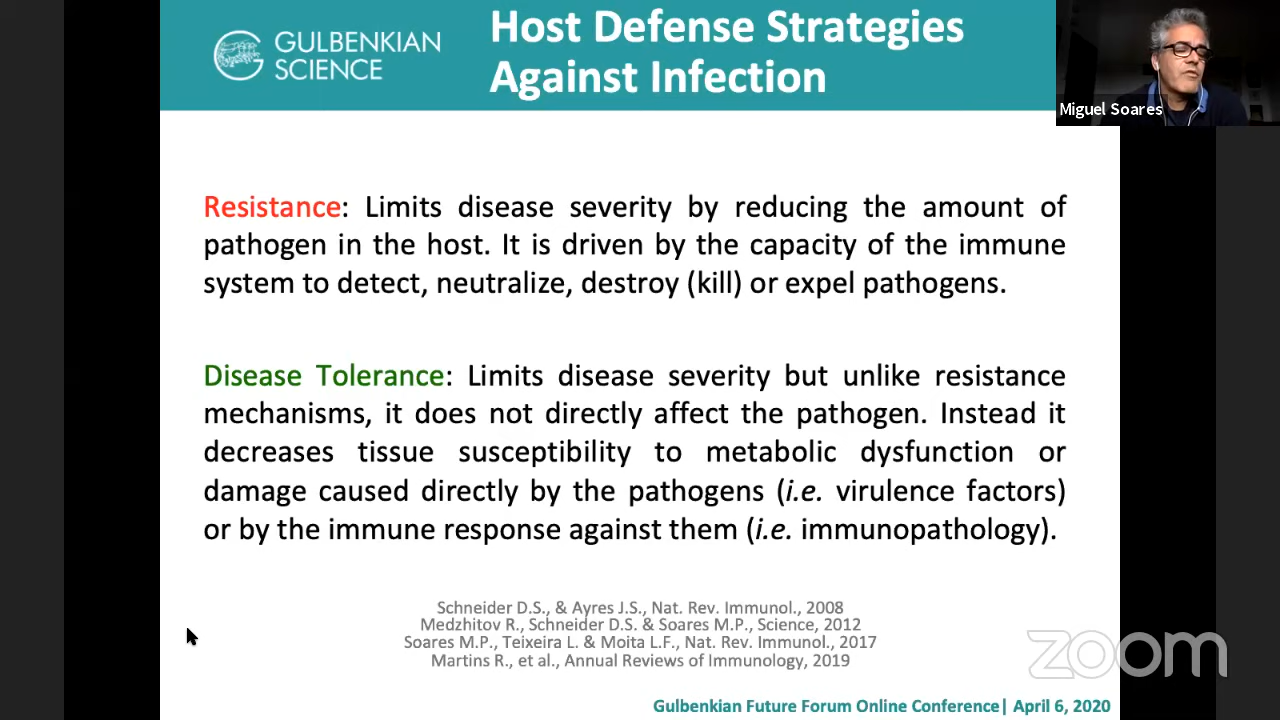 GULBENKIAN
SCIENCE
Host Defense Strategies
Against Infection
Miguel Soares
Resistance: Limits disease severity by reducing the amount of
pathogen in the host. It is driven by the capacity of the immune
system to detect, neutralize, destroy (kill) or expel pathogens.
Disease Tolerance: Limits disease severity but unlike resistance
mechanisms, it does not directly affect the pathogen. Instead it
decreases tissue susceptibility to metabolic dysfunction or
damage caused directly by the pathogens (i.e. virulence factors)
or by the immune response against them (i.e. immunopathology).
Schneider D.S., & Ayres J.S., Nat. Rev. Immunol., 2008
Medzhitov R., Schneider D.S. & Soares M.P., Science, 2012
Soares M.P., Teixeira L. & Moita L.F., Nat. Rev. Immunol., 2017
Martins R., et al., Annual Reviews of Immunology, 2019
zoom
Gulbenkian Future Forum Online Conference| April 6, 2020